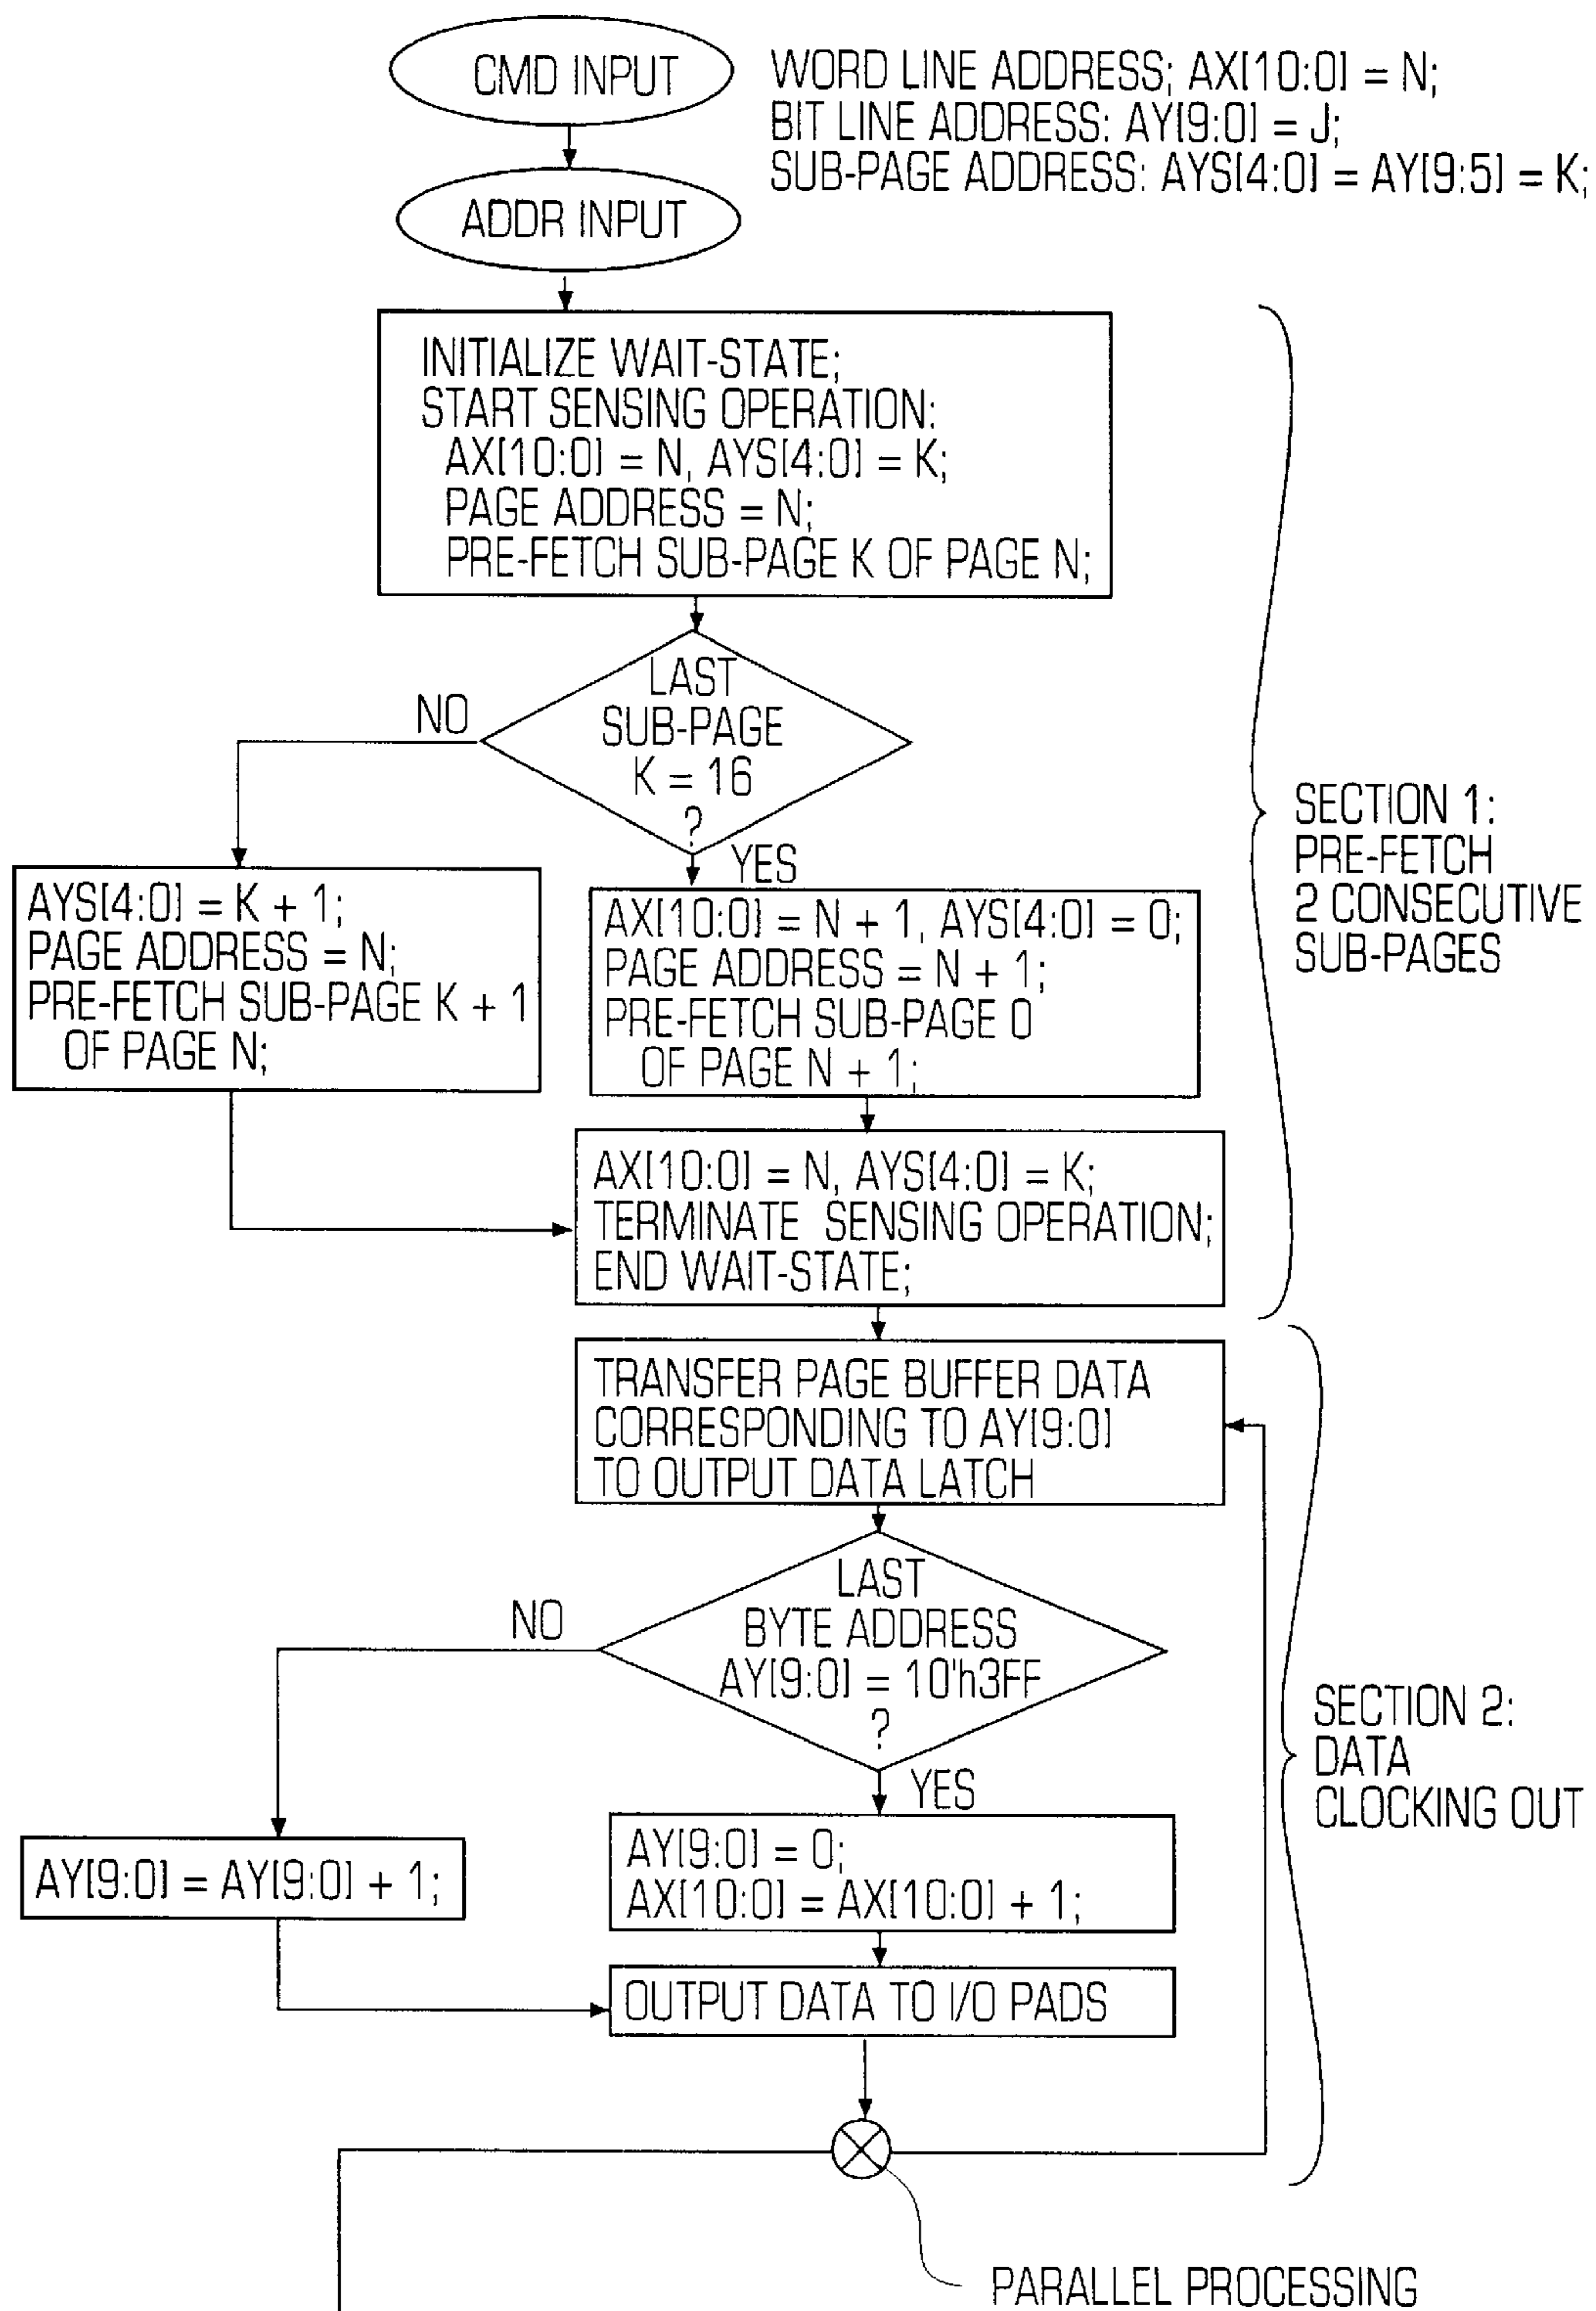 CMD INPUT
WORD LINE ADDRESS; AX[10:0] = N;
BIT LINE ADDRESS: AY[9:0] = J;
SUB-PAGE ADDRESS: AYS[4:0] = AY[9:5] = K;
ADDR INPUT
INITIALIZE WAIT-STATE;
START SENSING OPERATION:
AX[10:0] = N, AYS[4:0] = K;
PAGE ADDRESS = N;
PRE-FETCH SUB-PAGE K OF PAGE N;
LAST
SUB-PAGE
K = 16
?
NO
YES
AYS[4:0] = K + 1;
PAGE ADDRESS = N;
PRE-FETCH SUB-PAGE K + 1
OF PAGE N;
AX[10:0] = N + 1, AYS[4:0] = 0;
PAGE ADDRESS = N + 1;
PRE-FETCH SUB-PAGE 0
OF PAGE N + 1;
SECTION 1:
PRE-FETCH
2 CONSECUTIVE
SUB-PAGES
AX[10:0] = N, AYS[4:0] = K;
TERMINATE SENSING OPERATION;
END WAIT-STATE;
TRANSFER PAGE BUFFER DATA
CORRESPONDING TO AY[9:0]
TO OUTPUT DATA LATCH
LAST
BYTE ADDRESS
AY[9:0] = 10'h3FF
?
NO
YES
SECTION 2:
DATA
CLOCKING OUT
AY[9:0] = AY[9:0] + 1;
AY[9:0] = 0;
AX[10:0] = AX[10:0] + 1;
OUTPUT DATA TO I/O PADS
PARALLEL PROCESSING